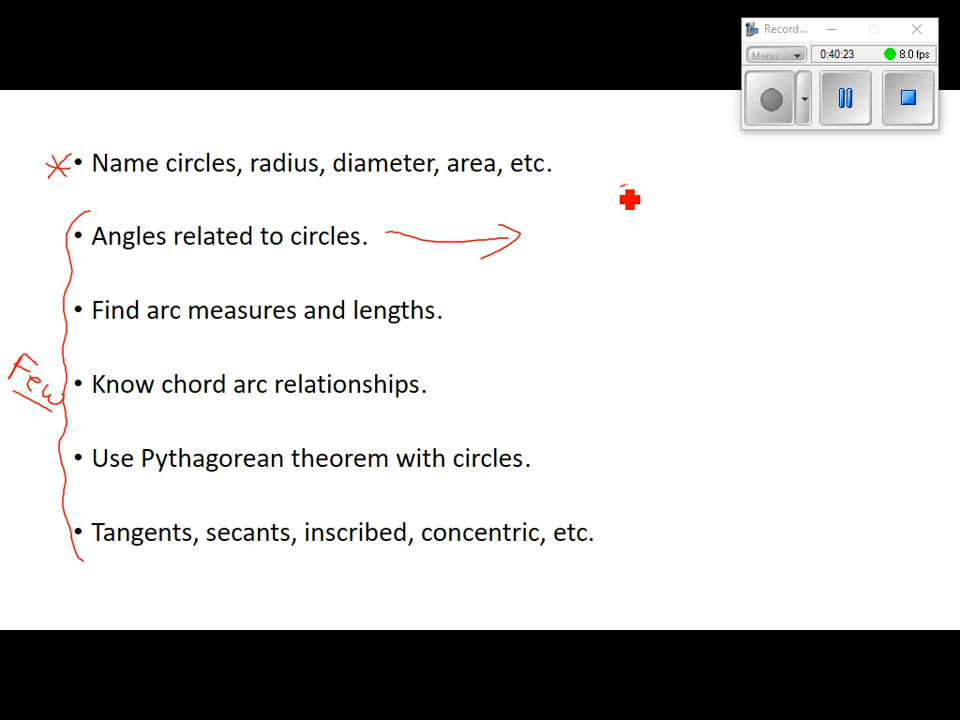 Record...
Menu
0:40:23
8.0 fps
* • Name circles, radius, diameter, area, etc.
• Angles related to circles.
• Find arc measures and lengths.
Few
• Know chord arc relationships.
• Use Pythagorean theorem with circles.
• Tangents, secants, inscribed, concentric, etc.